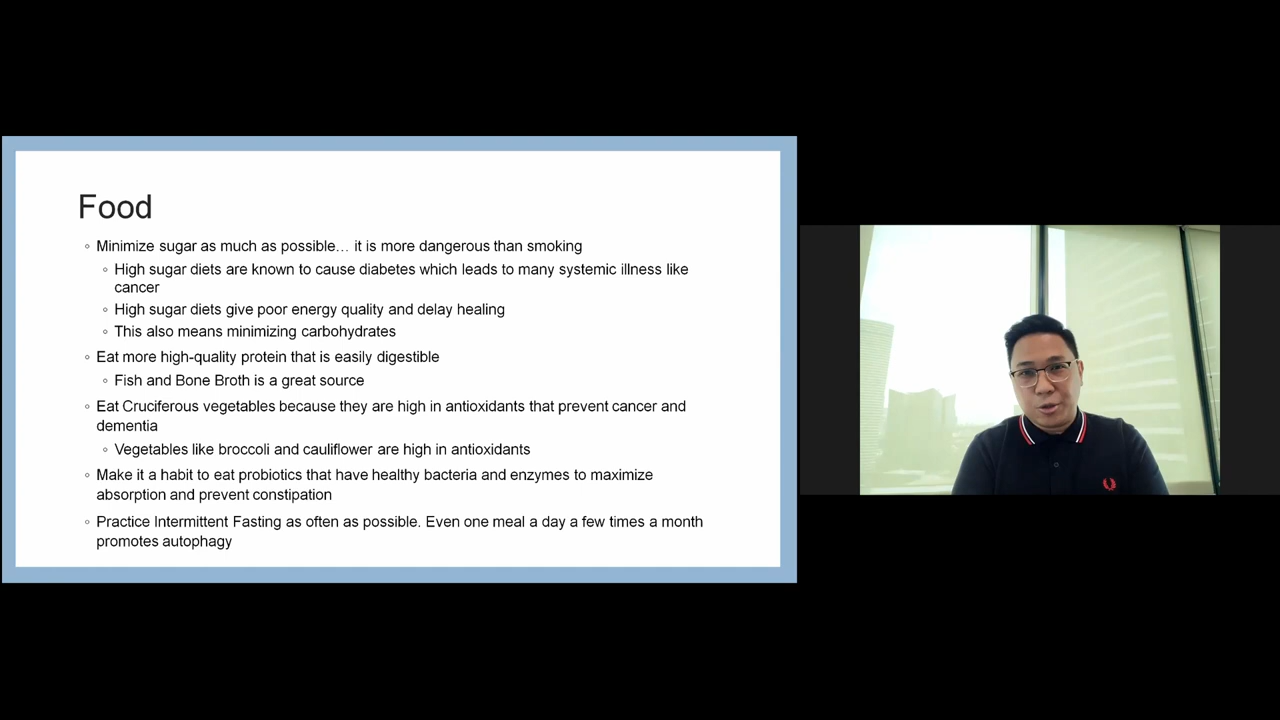 Food
Minimize sugar as much as possible… it is more dangerous than smoking
High sugar diets are known to cause diabetes which leads to many systemic illness like
cancer
High sugar diets give poor energy quality and delay healing
This also means minimizing carbohydrates
Eat more high-quality protein that is easily digestible
Fish and Bone Broth is a great source
Eat Cruciferous vegetables because they are high in antioxidants that prevent cancer and
dementia
Vegetables like broccoli and cauliflower are high in antioxidants
Make it a habit to eat probiotics that have healthy bacteria and enzymes to maximize
absorption and prevent constipation
Practice Intermittent Fasting as often as possible. Even one meal a day a few times a month
promotes autophagy